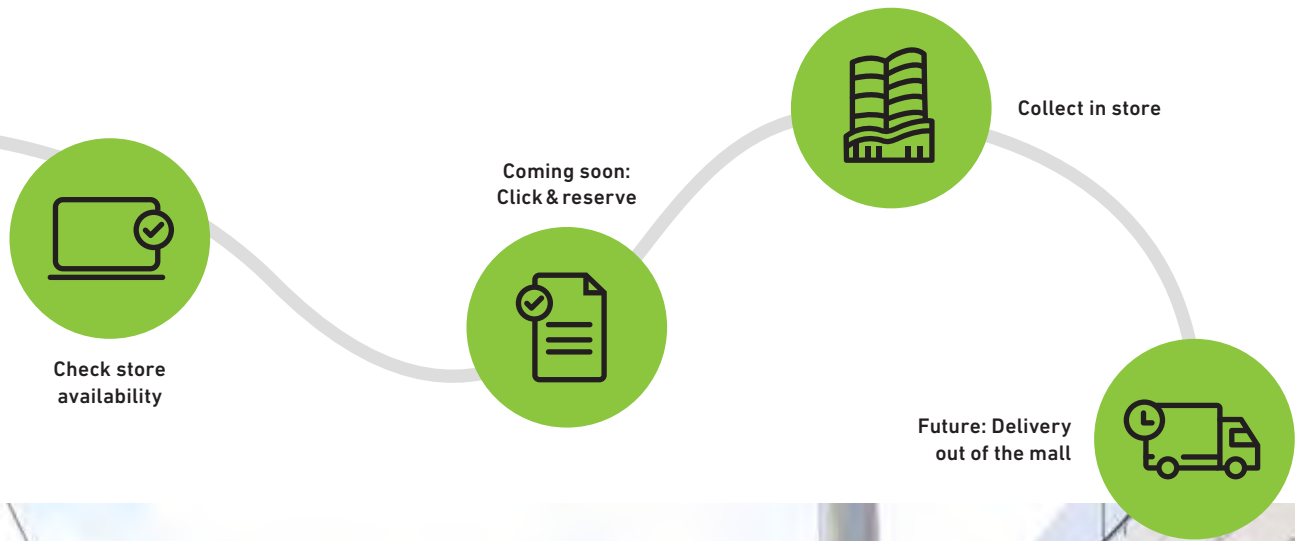 Check store
availability
Coming soon:
Click & reserve
Collect in store
Future: Delivery
out of the mall